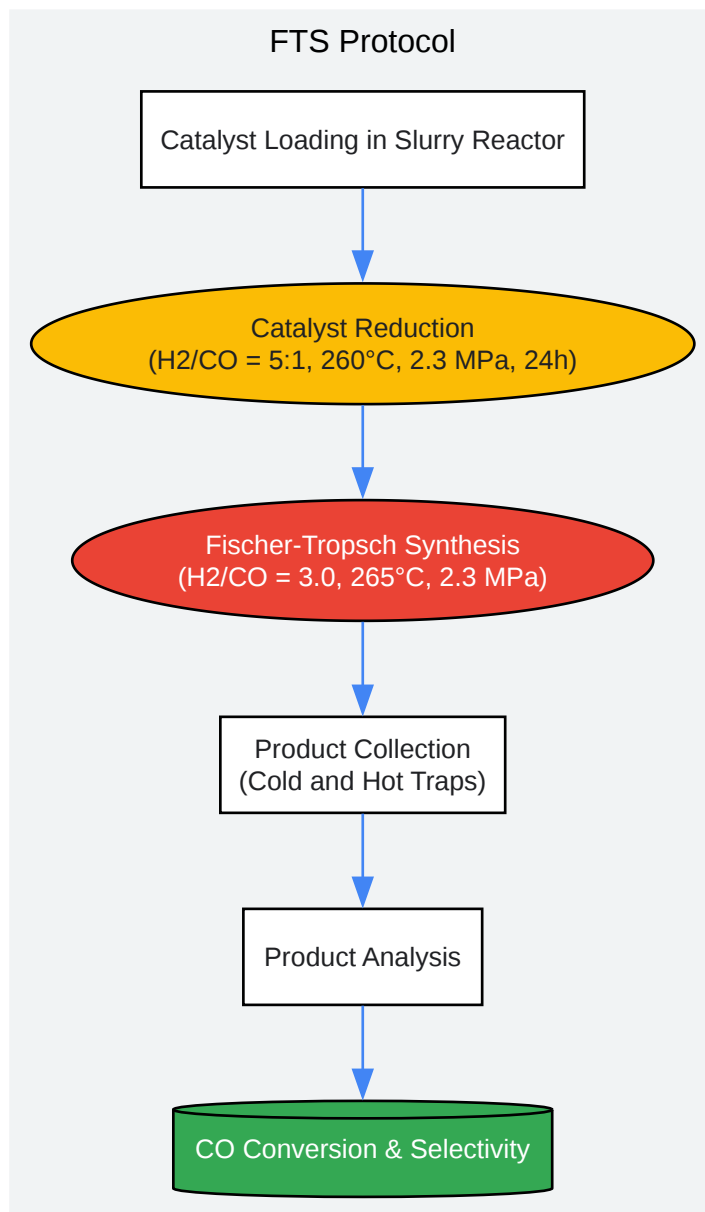 FTS Protocol
Catalyst Loading in Slurry Reactor
Catalyst Reduction
(H2/CO = 5:1, 260°C, 2.3 MPa, 24h)
Fischer-Tropsch Synthesis
(H2/CO = 3.0, 265°C, 2.3 MPa)
Product Collection
(Cold and Hot Traps)
Product Analysis
CO Conversion & Selectivity